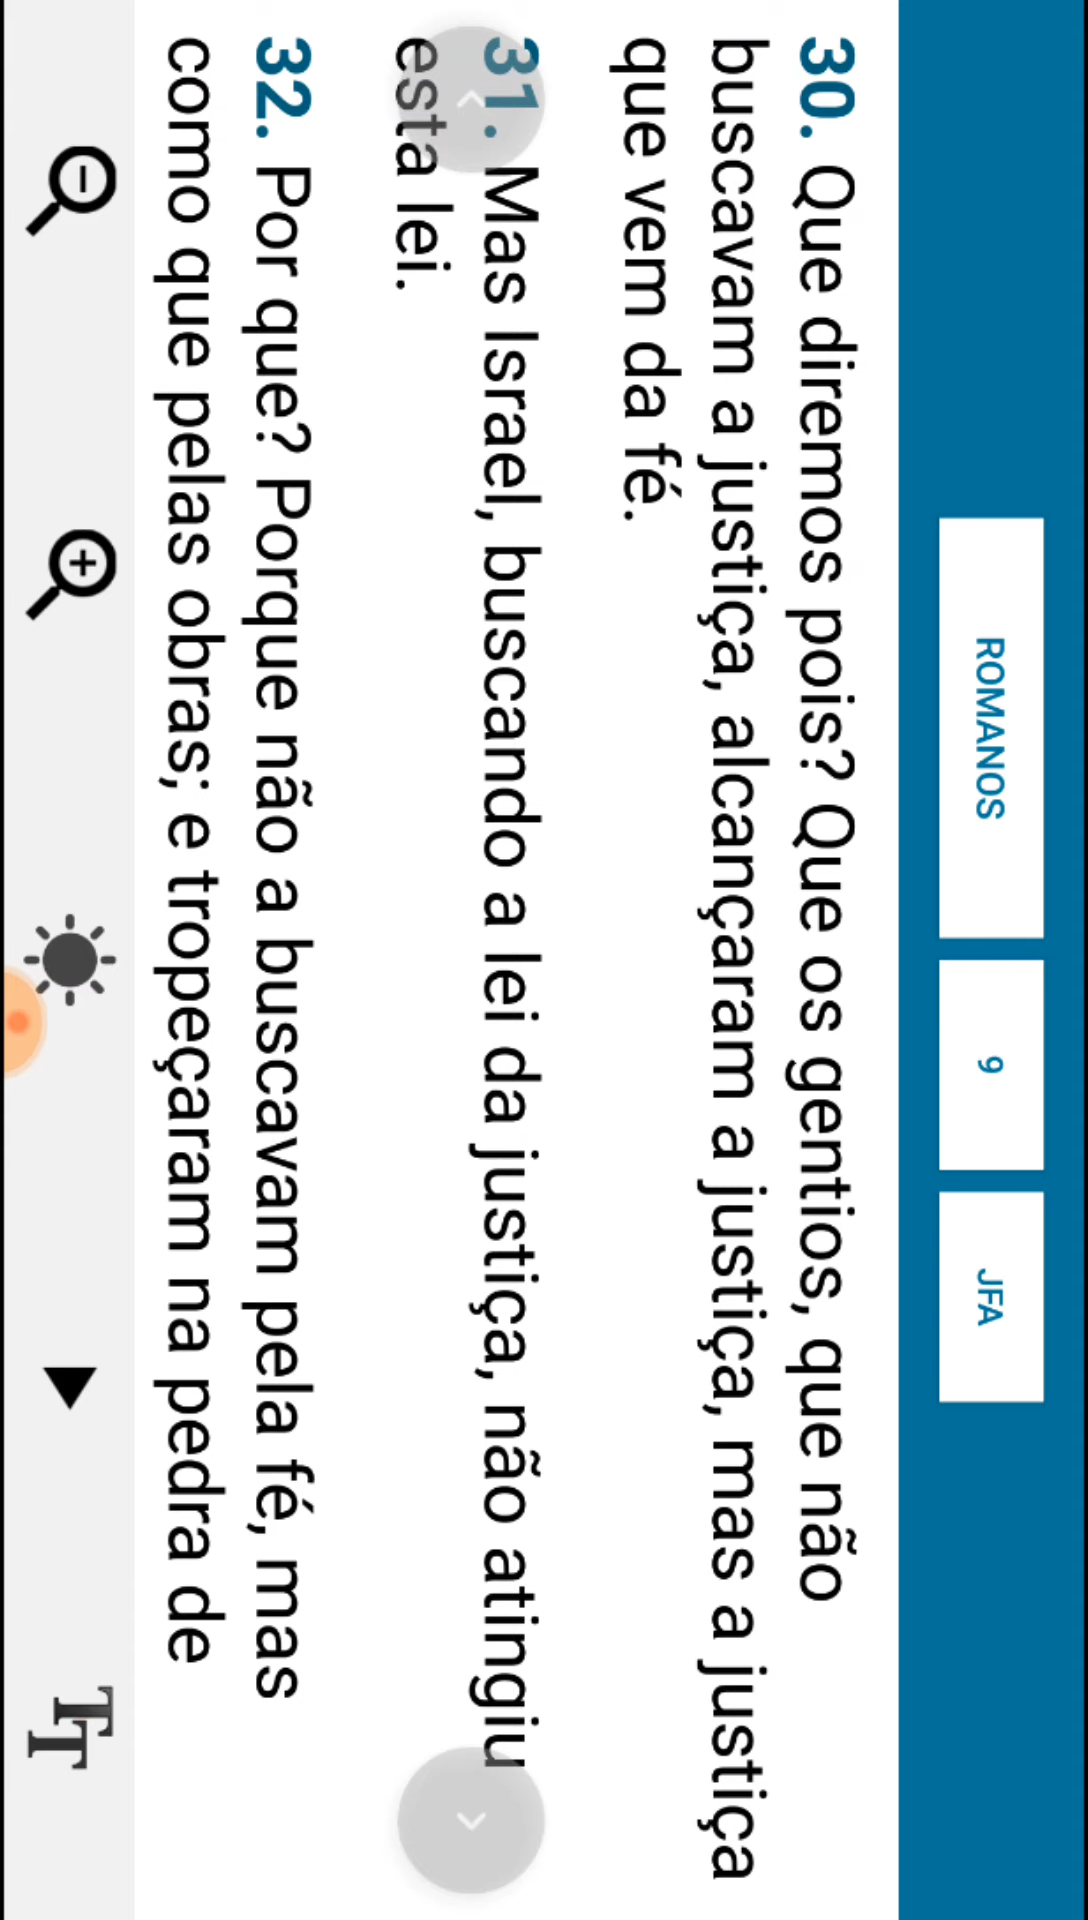 ROMANOS
9
JFA
30. Que diremos pois? Que os gentios, que não
buscavam a justiça, alcançaram a justiça, mas a justiça
que vem da fé.
31. Mas Israel, buscando a lei da justiça, não atingiu
esta lei.
32. Por que? Porque não a buscavam pela fé, mas
como que pelas obras; e tropeçaram na pedra de
TT